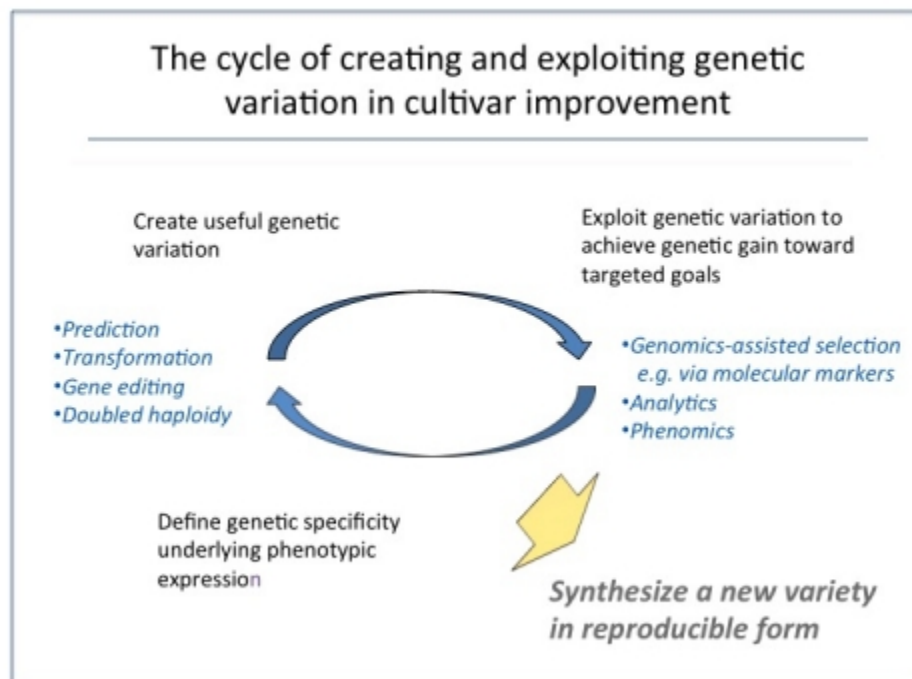 The cycle of creating and exploiting genetic
variation in cultivar improvement
Create useful genetic
variation
Exploit genetic variation to
achieve genetic gain toward
targeted goals
•Prediction
•Transformation
•Gene editing
•Doubled haploidy
•Genomics-assisted selection
e.g. via molecular markers
•Analytics
•Phenomics
Define genetic specificity
underlying phenotypic
expression
Synthesize a new variety
in reproducible form